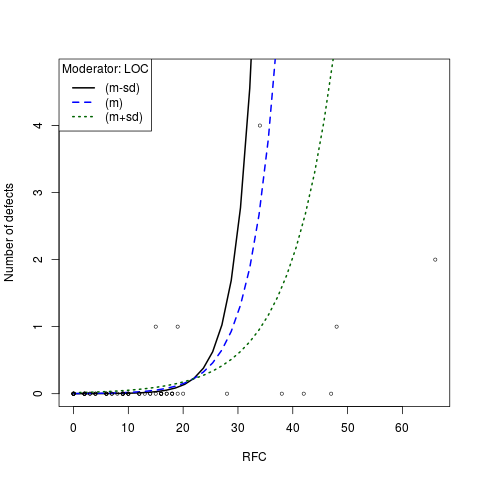 Moderator: LOC
(m-sd)
(m)
(m+sd)
Number of defects
4
3
2
1
0
0 10 20 30 40 50 60
RFC